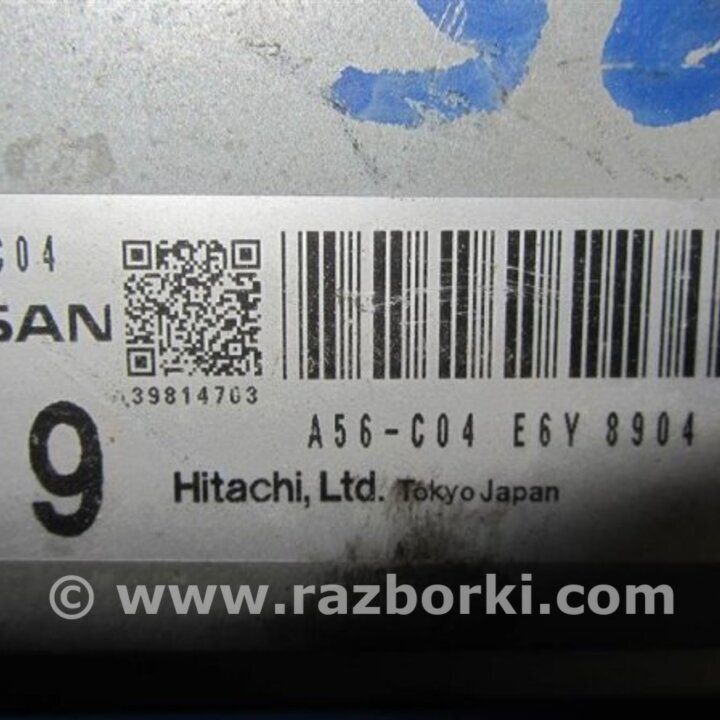 C04
SAN
39814703
9
A56-C04 E6Y 8904
Hitachi, Ltd. Tokyo Japan
© www.razborki.com